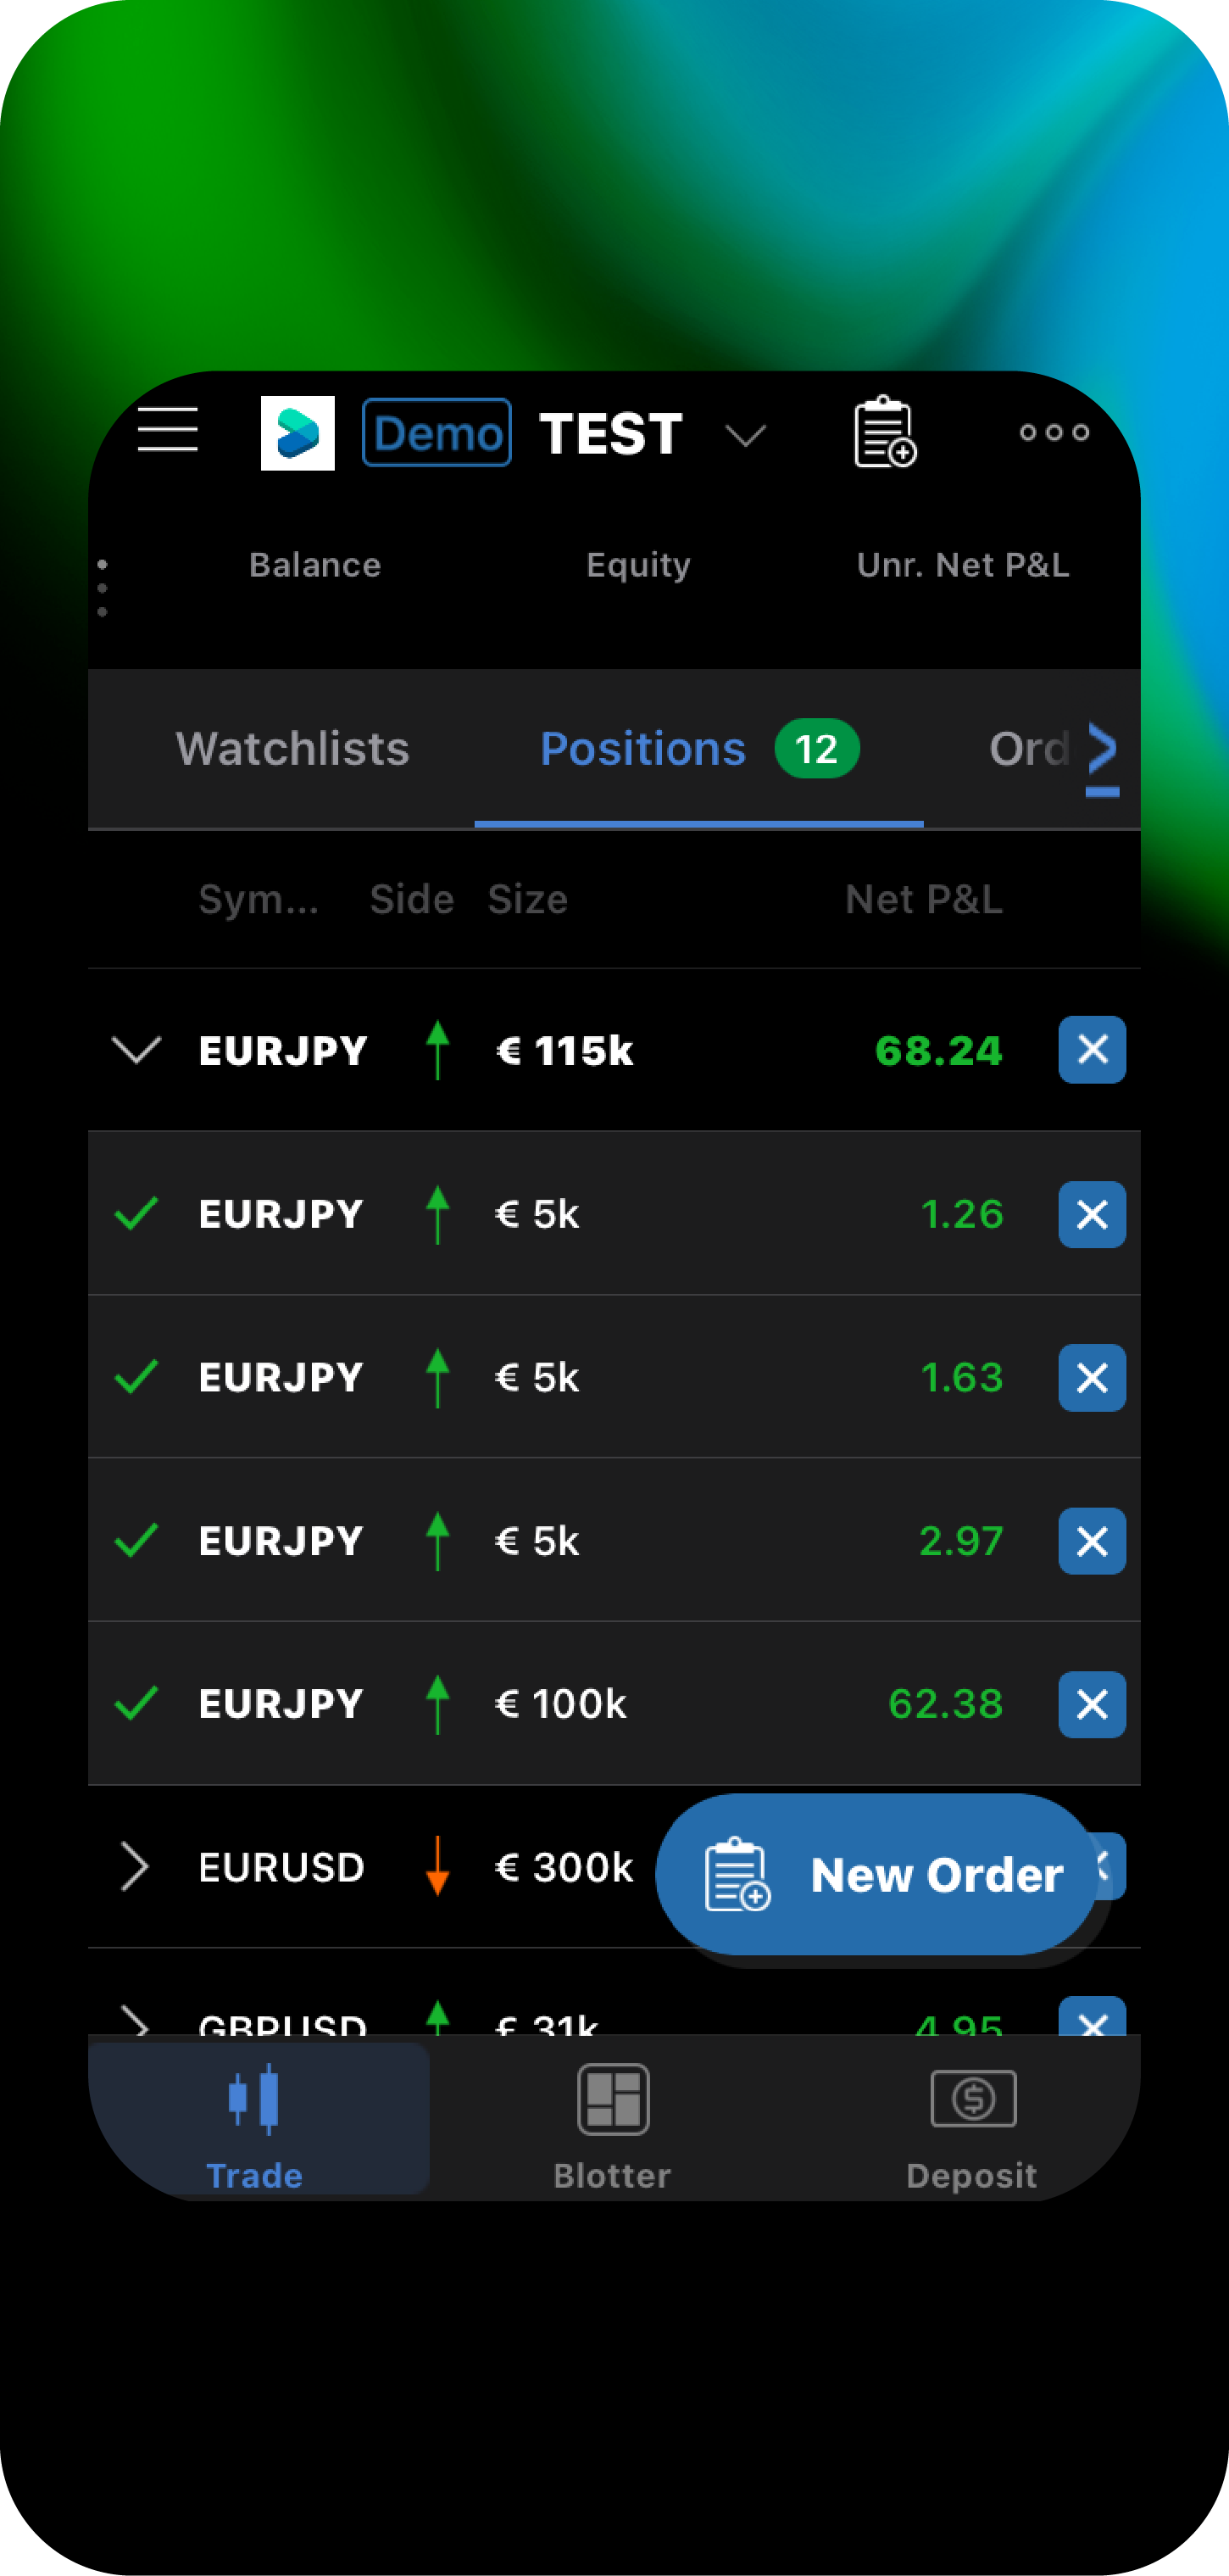 Demo TEST
Balance Equity Unr. Net P&L
Watchlists Positions 12 Ord
Sym... Side Size Net P&L
EURJPY € 115k 68.24
EURJPY € 5k 1.26
EURJPY € 5k 1.63
EURJPY € 5k 2.97
EURJPY € 100k 62.38
EURUSD € 300k
New Order
GBPUSD £ 31k 4.95
Trade Blotter Deposit